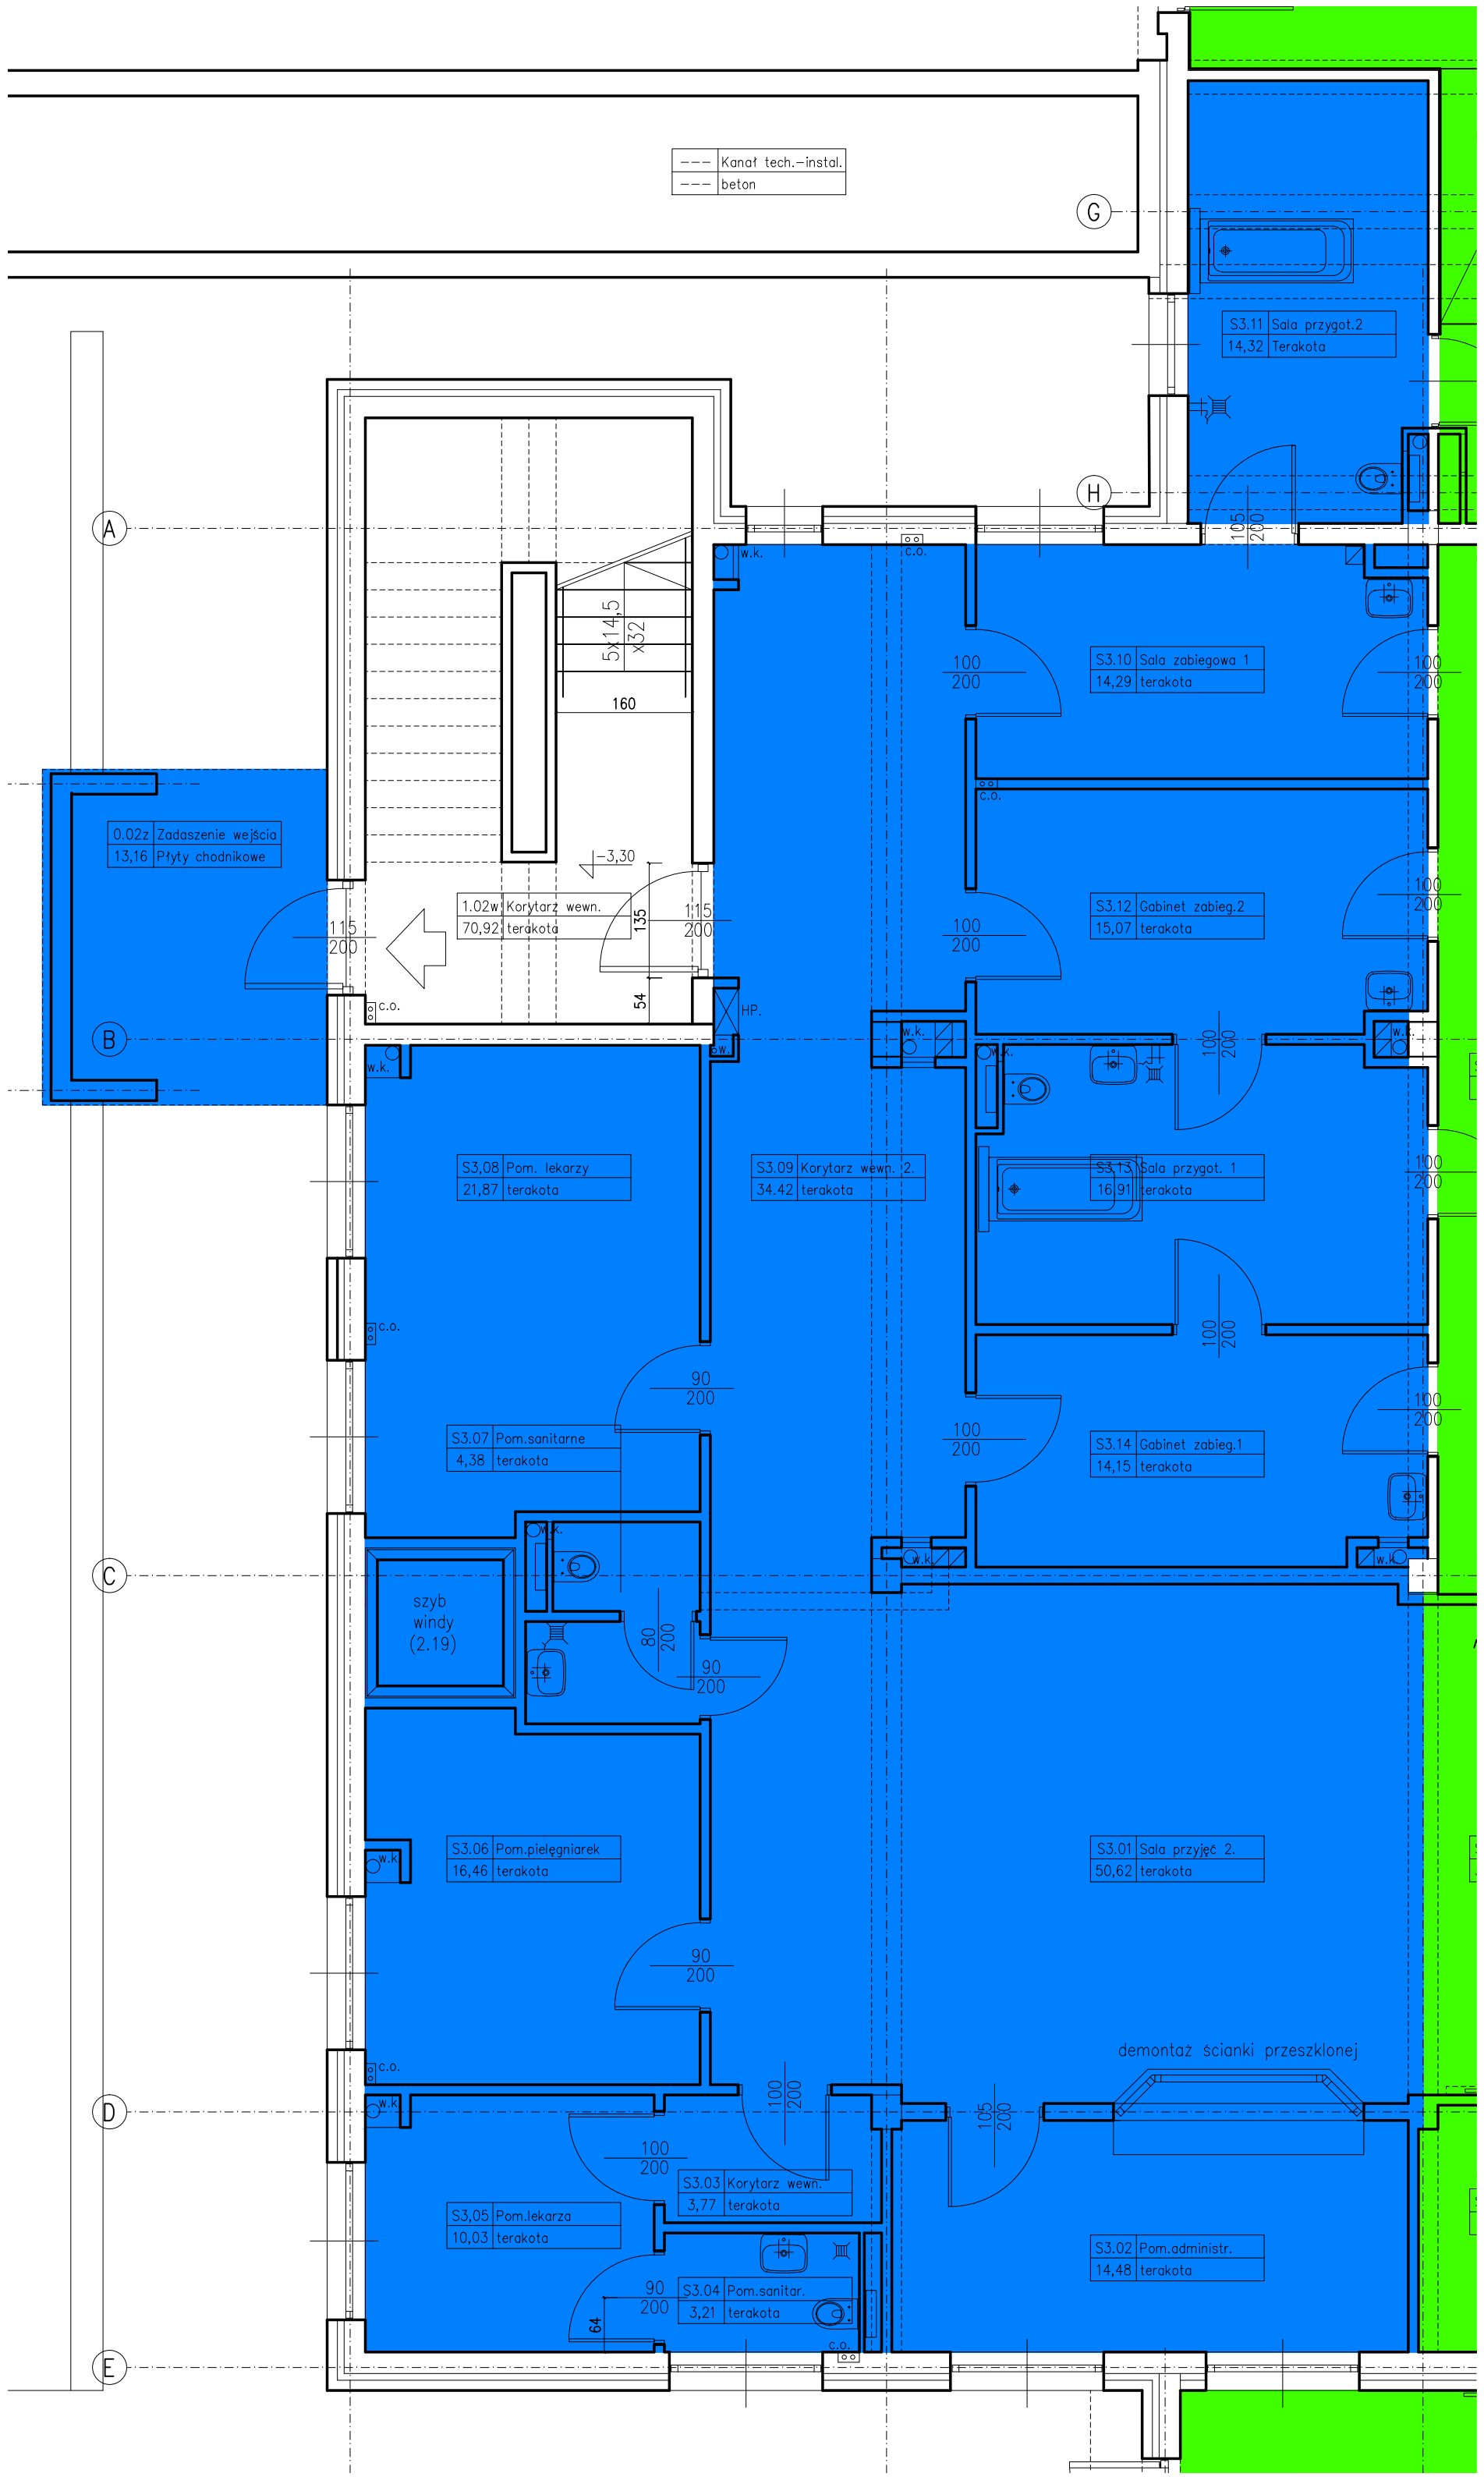 --- Kanał tech.-instal.
--- beton
G
S3.11 Sala przygot.2
14,32 Terakota
H
105
200
A
w.k.
c.o.
5x14,5
x32
160
100
200
S3.10 Sala zabiegowa 1
14,29 terakota
100
200
c.o.
0.02z Zadaszenie wejścia
13,16 Płyty chodnikowe
-3,30
1.02w Korytarz wewn.
70,92 terakota
135
115
200
115
200
100
200
S3.12 Gabinet zabieg.2
15,07 terakota
100
200
54
c.o.
HP.
B
w.k.
w.
w.k.
w.k.
100
200
w.k.
S3,08 Pom. lekarzy
21,87 terakota
S3.09 Korytarz wewn. 2.
34.42 terakota
S3.13 Sala przygot. 1
16,91 terakota
100
200
c.o.
90
200
100
200
S3.07 Pom.sanitarne
4,38 terakota
100
200
S3.14 Gabinet zabieg.1
14,15 terakota
100
200
w.k.
w.k.
w.k.
C
szyb
windy
(2.19)
80
200
90
200
S3.06 Pom.pielęgniarek
16,46 terakota
w.k.
S3.01 Sala przyjęć 2.
50,62 terakota
90
200
c.o.
demontaż ścianki przeszklonej
D
w.k.
100
200
105
200
100
200
S3.03 Korytarz wewn.
3,77 terakota
S3,05 Pom.lekarza
10,03 terakota
S3.02 Pom.administr.
14,48 terakota
90
200
S3.04 Pom.sanitar.
3,21 terakota
64
c.o.
E